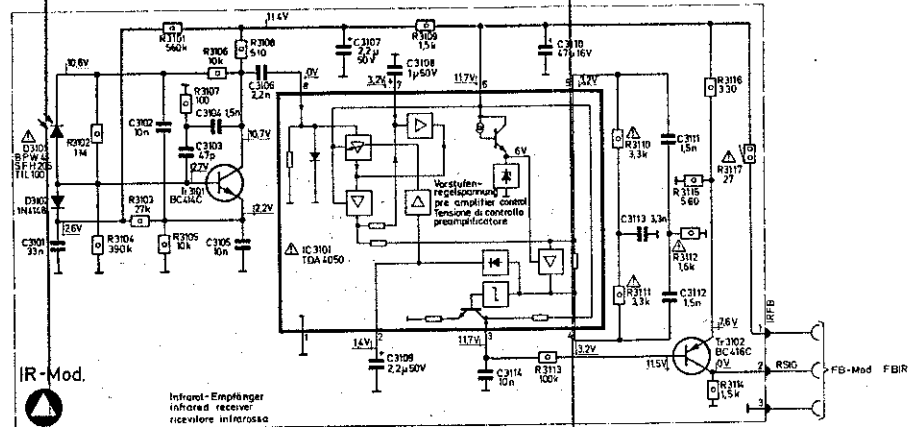 11.4V
R3101
560k
R3108
510
R3106
10k
C3107
2,2µ
50V
R3109
1,5k
C3108
1µ50V
C3110
47µ16V
10,6V
0V
8
3,2V
7
11.7V
6
5
3,2V
R3107
100
C3106
2,2n
C3104 1,5n
R3116
330
D3101
BPW
SFH205
TIL100
R3102
1M
C3102
10n
C3103
47p
10,7V
2,7V
Tr3101
BC414C
6V
R3110
3,3k
C3111
1,5n
R3117
27
R3115
560
D3102
1N4148
R3103
27k
2,2V
Vorstufen-
regelspannung
pre amplifier control
Tensione di controllo
preamplificatore
C3113 3,3n
R3112
1,6k
2,6V
C3101
33n
R3104
390k
R3105
10k
C3105
10n
IC3101
TDA 4050
R3111
3,3k
C3112
1,5n
IRFB
1
2
3
4
1,4V
11.7V
3,2V
C3109
2,2µ50V
C3114
10n
R3113
100k
11,5V
7,6V
Tr3102
BC416C
0V
R3114
1,5k
1
2
3
RSIG
FB-Mod FBIR
IR-Mod.
Infrarot-Empfänger
infrared receiver
ricevitore infrarosso